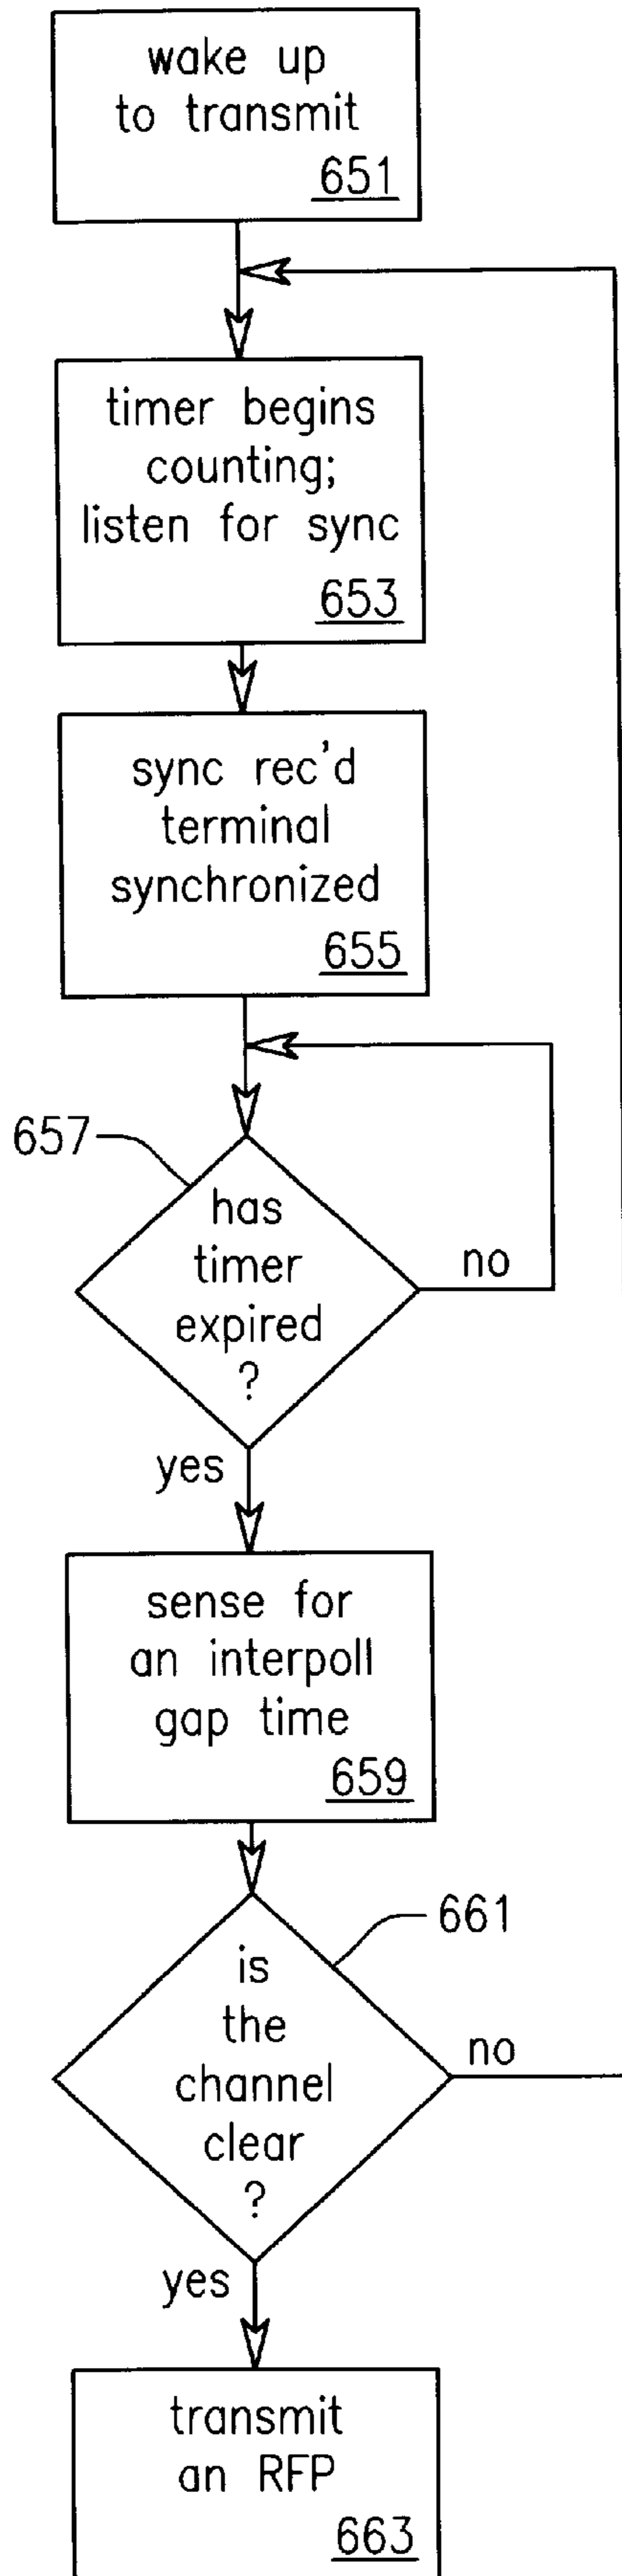 wake up
to transmit
651
timer begins
counting;
listen for sync
653
sync rec'd
terminal
synchronized
655
657
has
timer
expired
?
no
yes
sense for
an interpoll
gap time
659
661
is
the
channel
clear
?
no
yes
transmit
an RFP
663